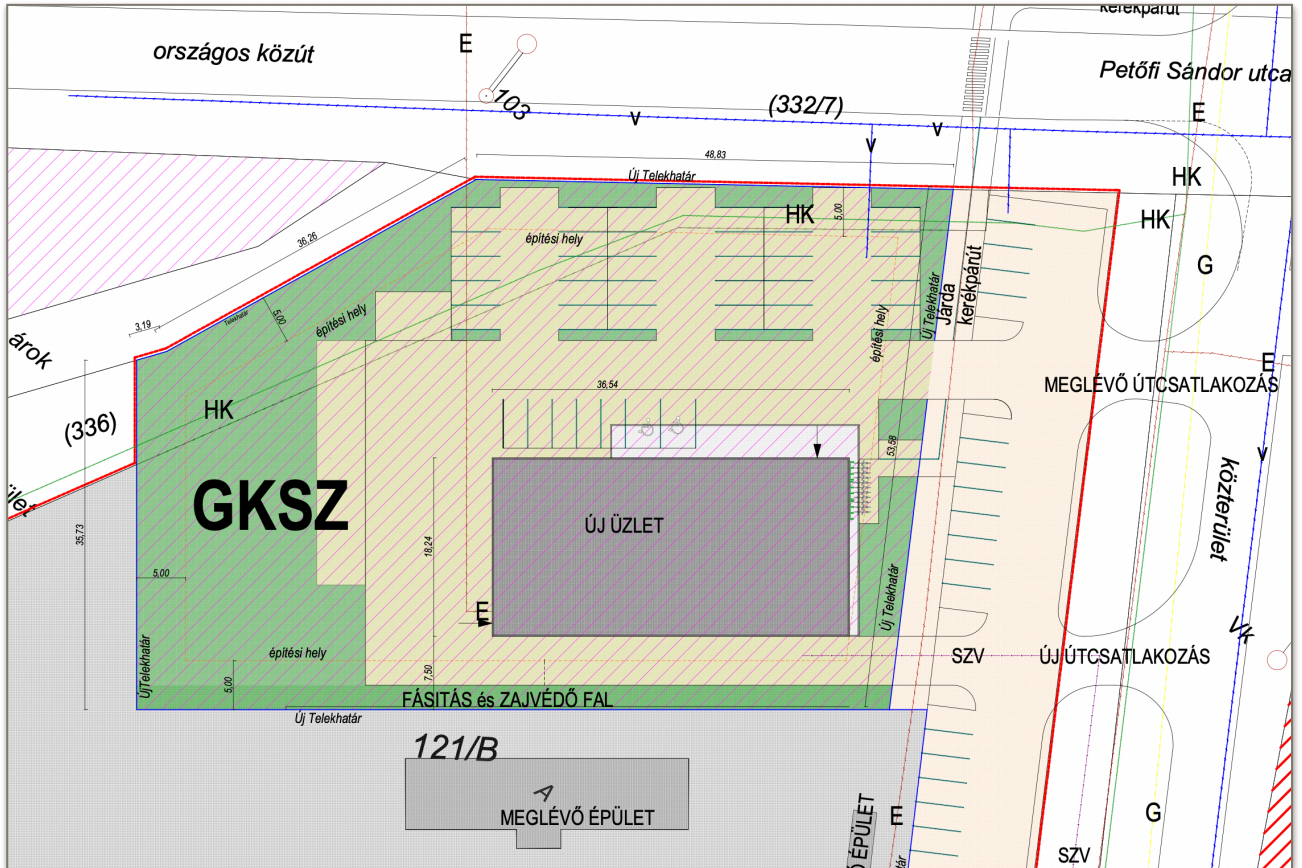 kerékpárút
országos közút
E
Petőfi Sándor utca
103
(332/7)
E
V
V
V
48,83
Új Telekhatár
HK
HK
HK
5,00
36,26
építési hely
Új Telekhatár
Járda
kerékpárút
G
3,19
Telekhatár
5,00
építési hely
építési hely
árok
E
MEGLÉVŐ ÚTCSATLAKOZÁS
36,54
HK
(336)
53,58
V
közterület
GKSZ
ÚJ ÜZLET
35,73
18,24
5,00
Új Telekhatár
E
Vk
építési hely
SZV
ÚJ ÚTCSATLAKOZÁS
ÚjTelekhatár
5,00
7,50
FÁSITÁS és ZAJVÉDŐ FAL
Új Telekhatár
121/B
A
MEGLÉVŐ ÉPÜLET
ÉPÜLET
E
G
SZV